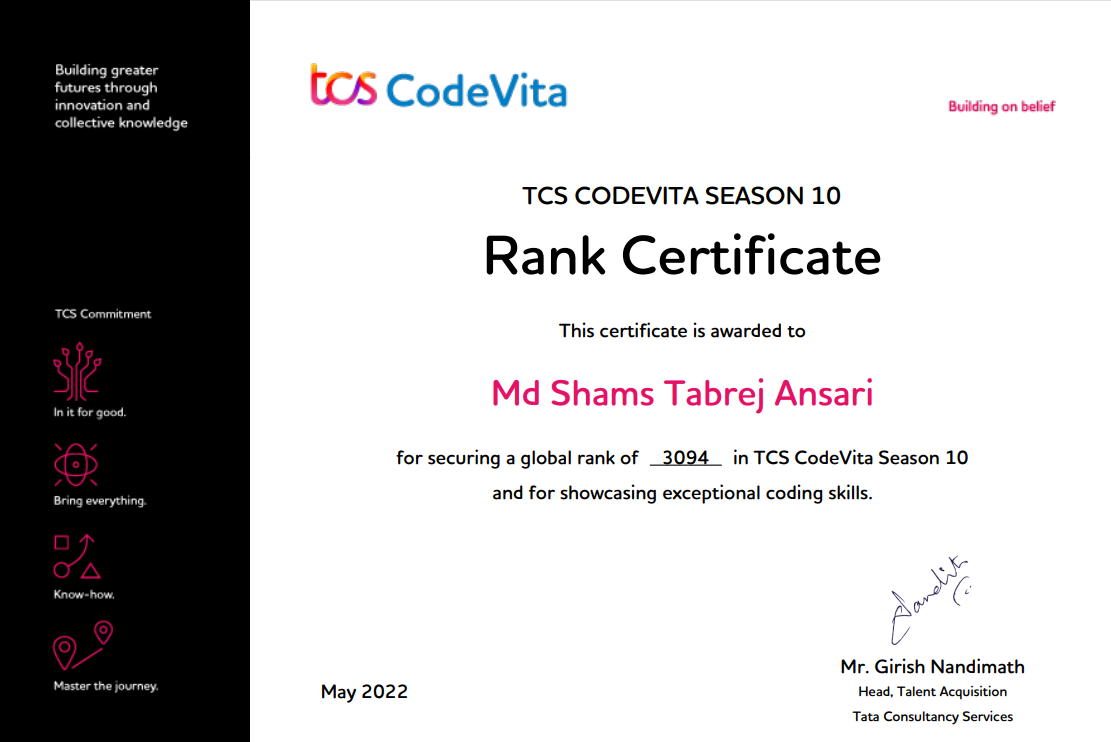 Building greater
futures through
innovation and
collective knowledge
tcs CodeVita
Building on belief
TCS CODEVITA SEASON 10
Rank Certificate
This certificate is awarded to
Md Shams Tabrej Ansari
for securing a global rank of 3094 in TCS CodeVita Season 10
and for showcasing exceptional coding skills.
TCS Commitment
In it for good.
Bring everything.
Know-how.
Master the journey.
May 2022
Mr. Girish Nandimath
Head, Talent Acquisition
Tata Consultancy Services